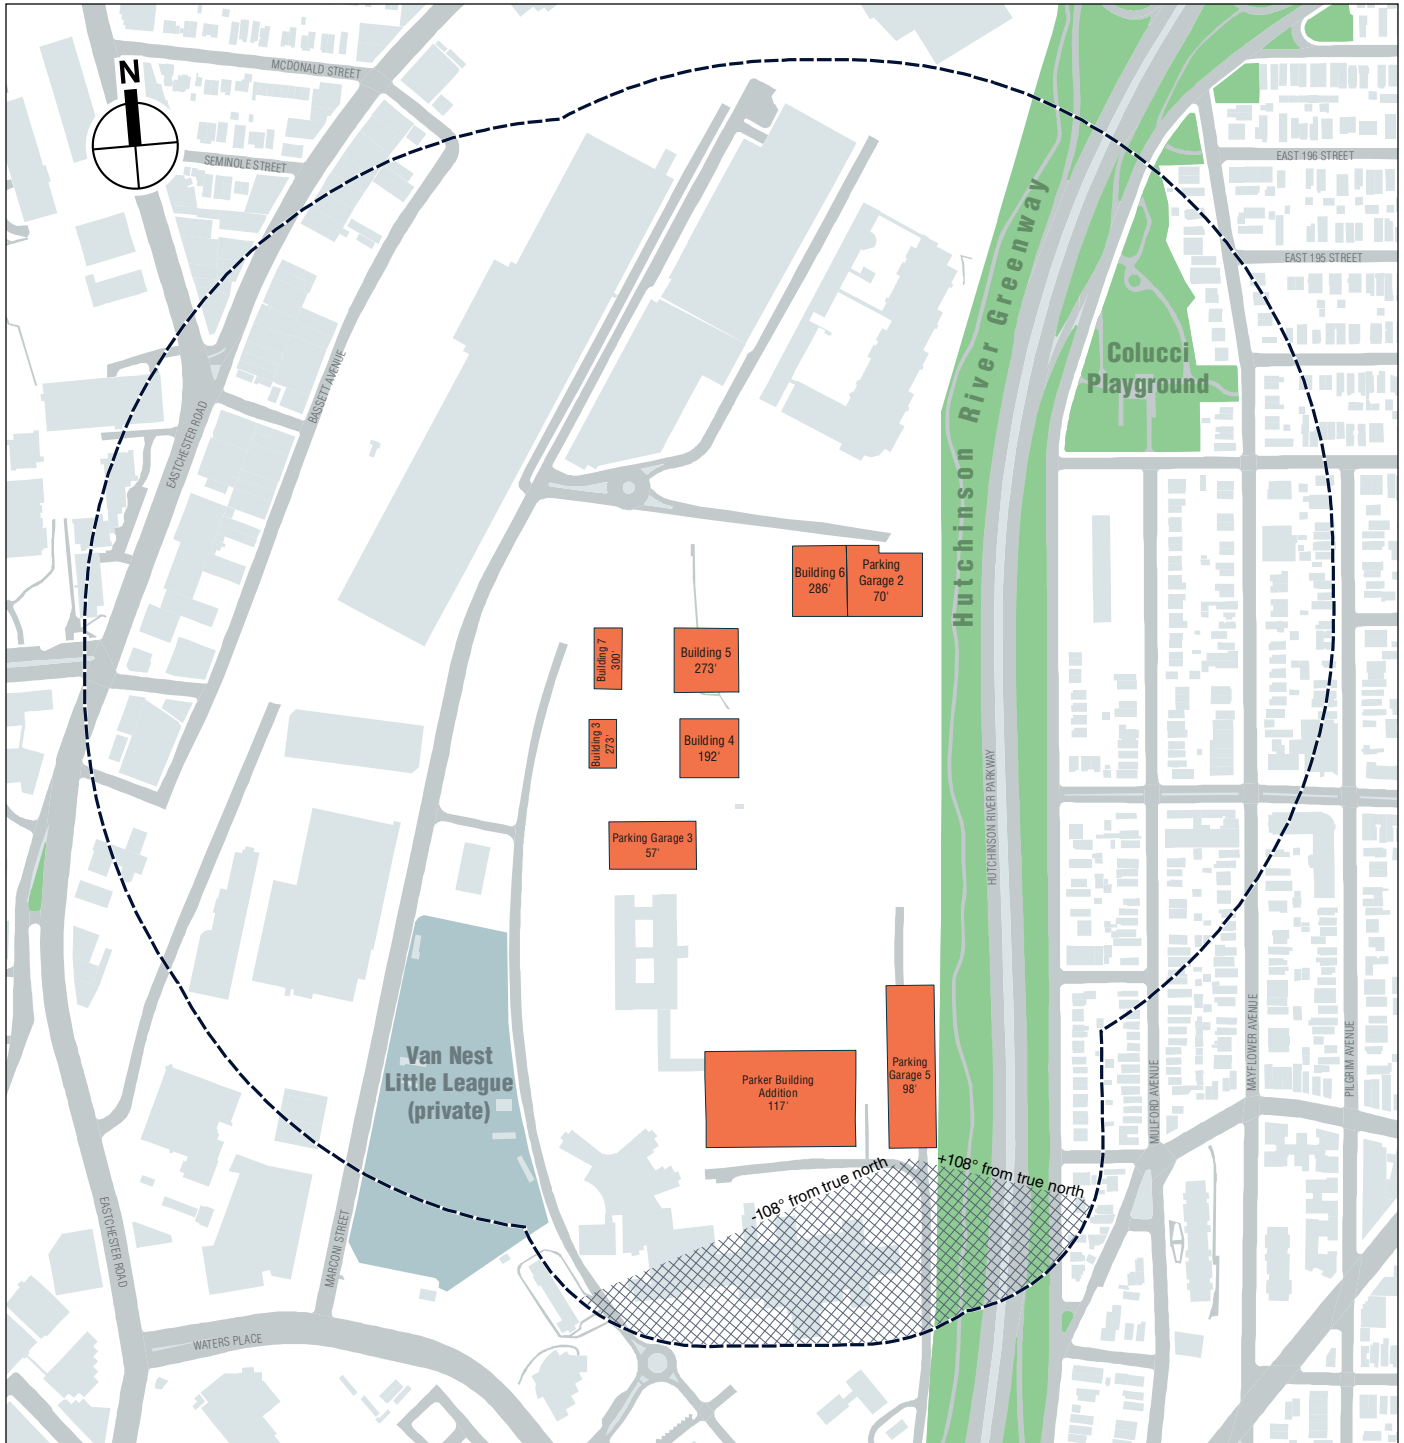 MCDONALD STREET
N
SEMINOLE STREET
EAST 196 STREET
EAST 195 STREET
Hutchinson River Greenway
Colucci
Playground
BASSETT AVENUE
EASTCHESTER ROAD
Building 6
286'
Parking
Garage 2
70'
Building 7
300'
Building 5
273'
Building 3
273'
Building 4
192'
HUTCHINSON RIVER PARKWAY
Parking Garage 3
57'
Van Nest
Little League
(private)
Parker Building
Addition
117'
Parking
Garage 5
98'
MULFORD AVENUE
MAYFLOWER AVENUE
PILGRIM AVENUE
-108° from true north
+108° from true north
EASTCHESTER ROAD
MARCONI STREET
WATERS PLACE